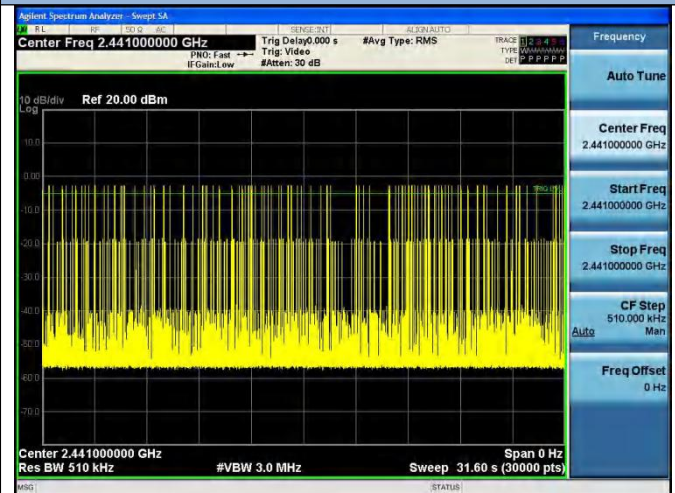 Agilent Spectrum Analyzer - Swept SA
RL RF 50 Ω AC SENSE:INT ALIGN AUTO
Center Freq 2.441000000 GHz
PNO: Fast
IFGain:Low
Trig Delay0.000 s
Trig: Video
#Atten: 30 dB
#Avg Type: RMS
TRACE 1 2 3 4 5 6
TYPE
DET P P P P P P
Frequency
Auto Tune
10 dB/div Ref 20.00 dBm
Log
10.0
0.00
-10.0
-20.0
-30.0
-40.0
-50.0
-60.0
-70.0
Center Freq
2.441000000 GHz
Start Freq
2.441000000 GHz
Stop Freq
2.441000000 GHz
CF Step
510.000 kHz
Auto Man
Freq Offset
0 Hz
Center 2.441000000 GHz Span 0 Hz
Res BW 510 kHz #VBW 3.0 MHz Sweep 31.60 s (30000 pts)
MSG STATUS